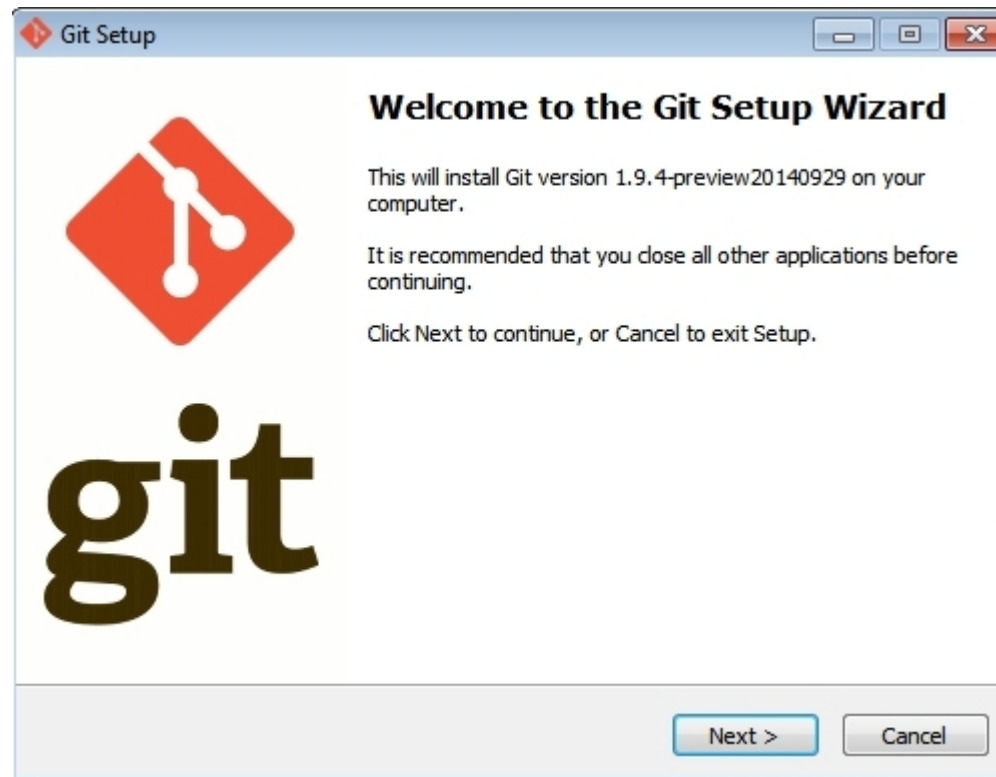 Git Setup
Welcome to the Git Setup Wizard
This will install Git version 1.9.4-preview20140929 on your
computer.
It is recommended that you close all other applications before
continuing.
Click Next to continue, or Cancel to exit Setup.
git
Next >
Cancel